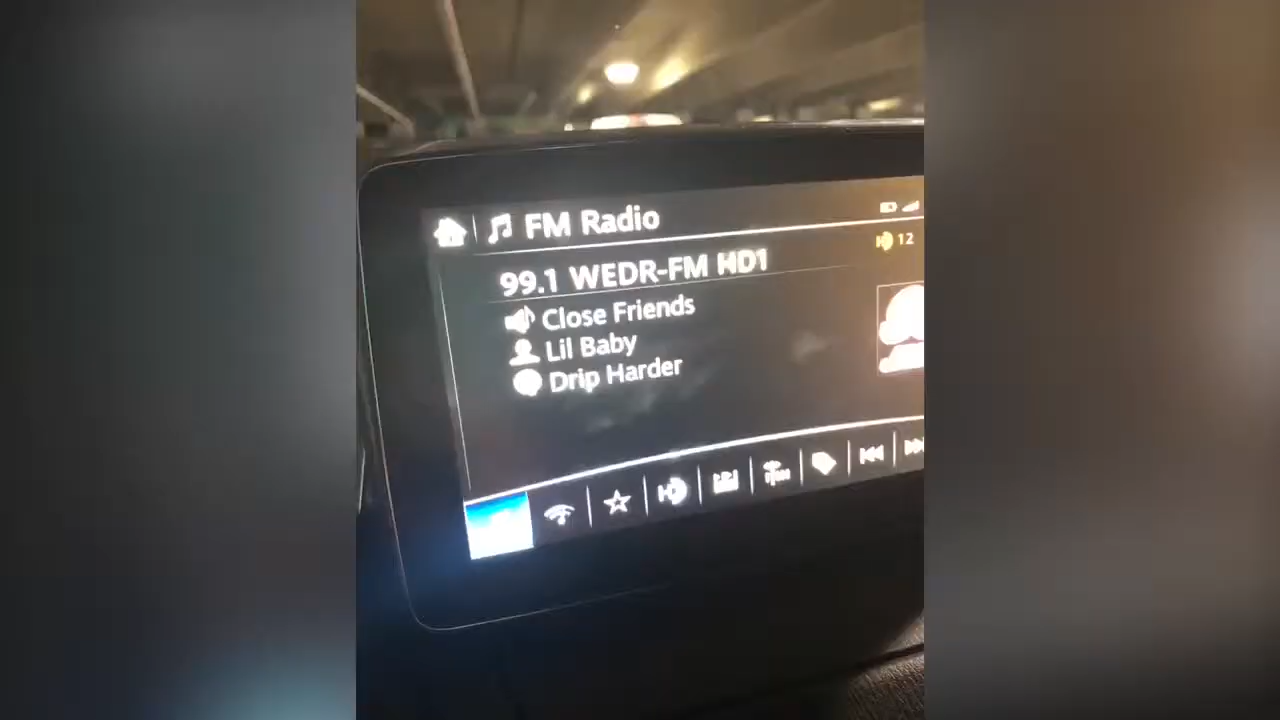 FM Radio
12
99.1 WEDR-FM HD1
Close Friends
Lil Baby
Drip Harder